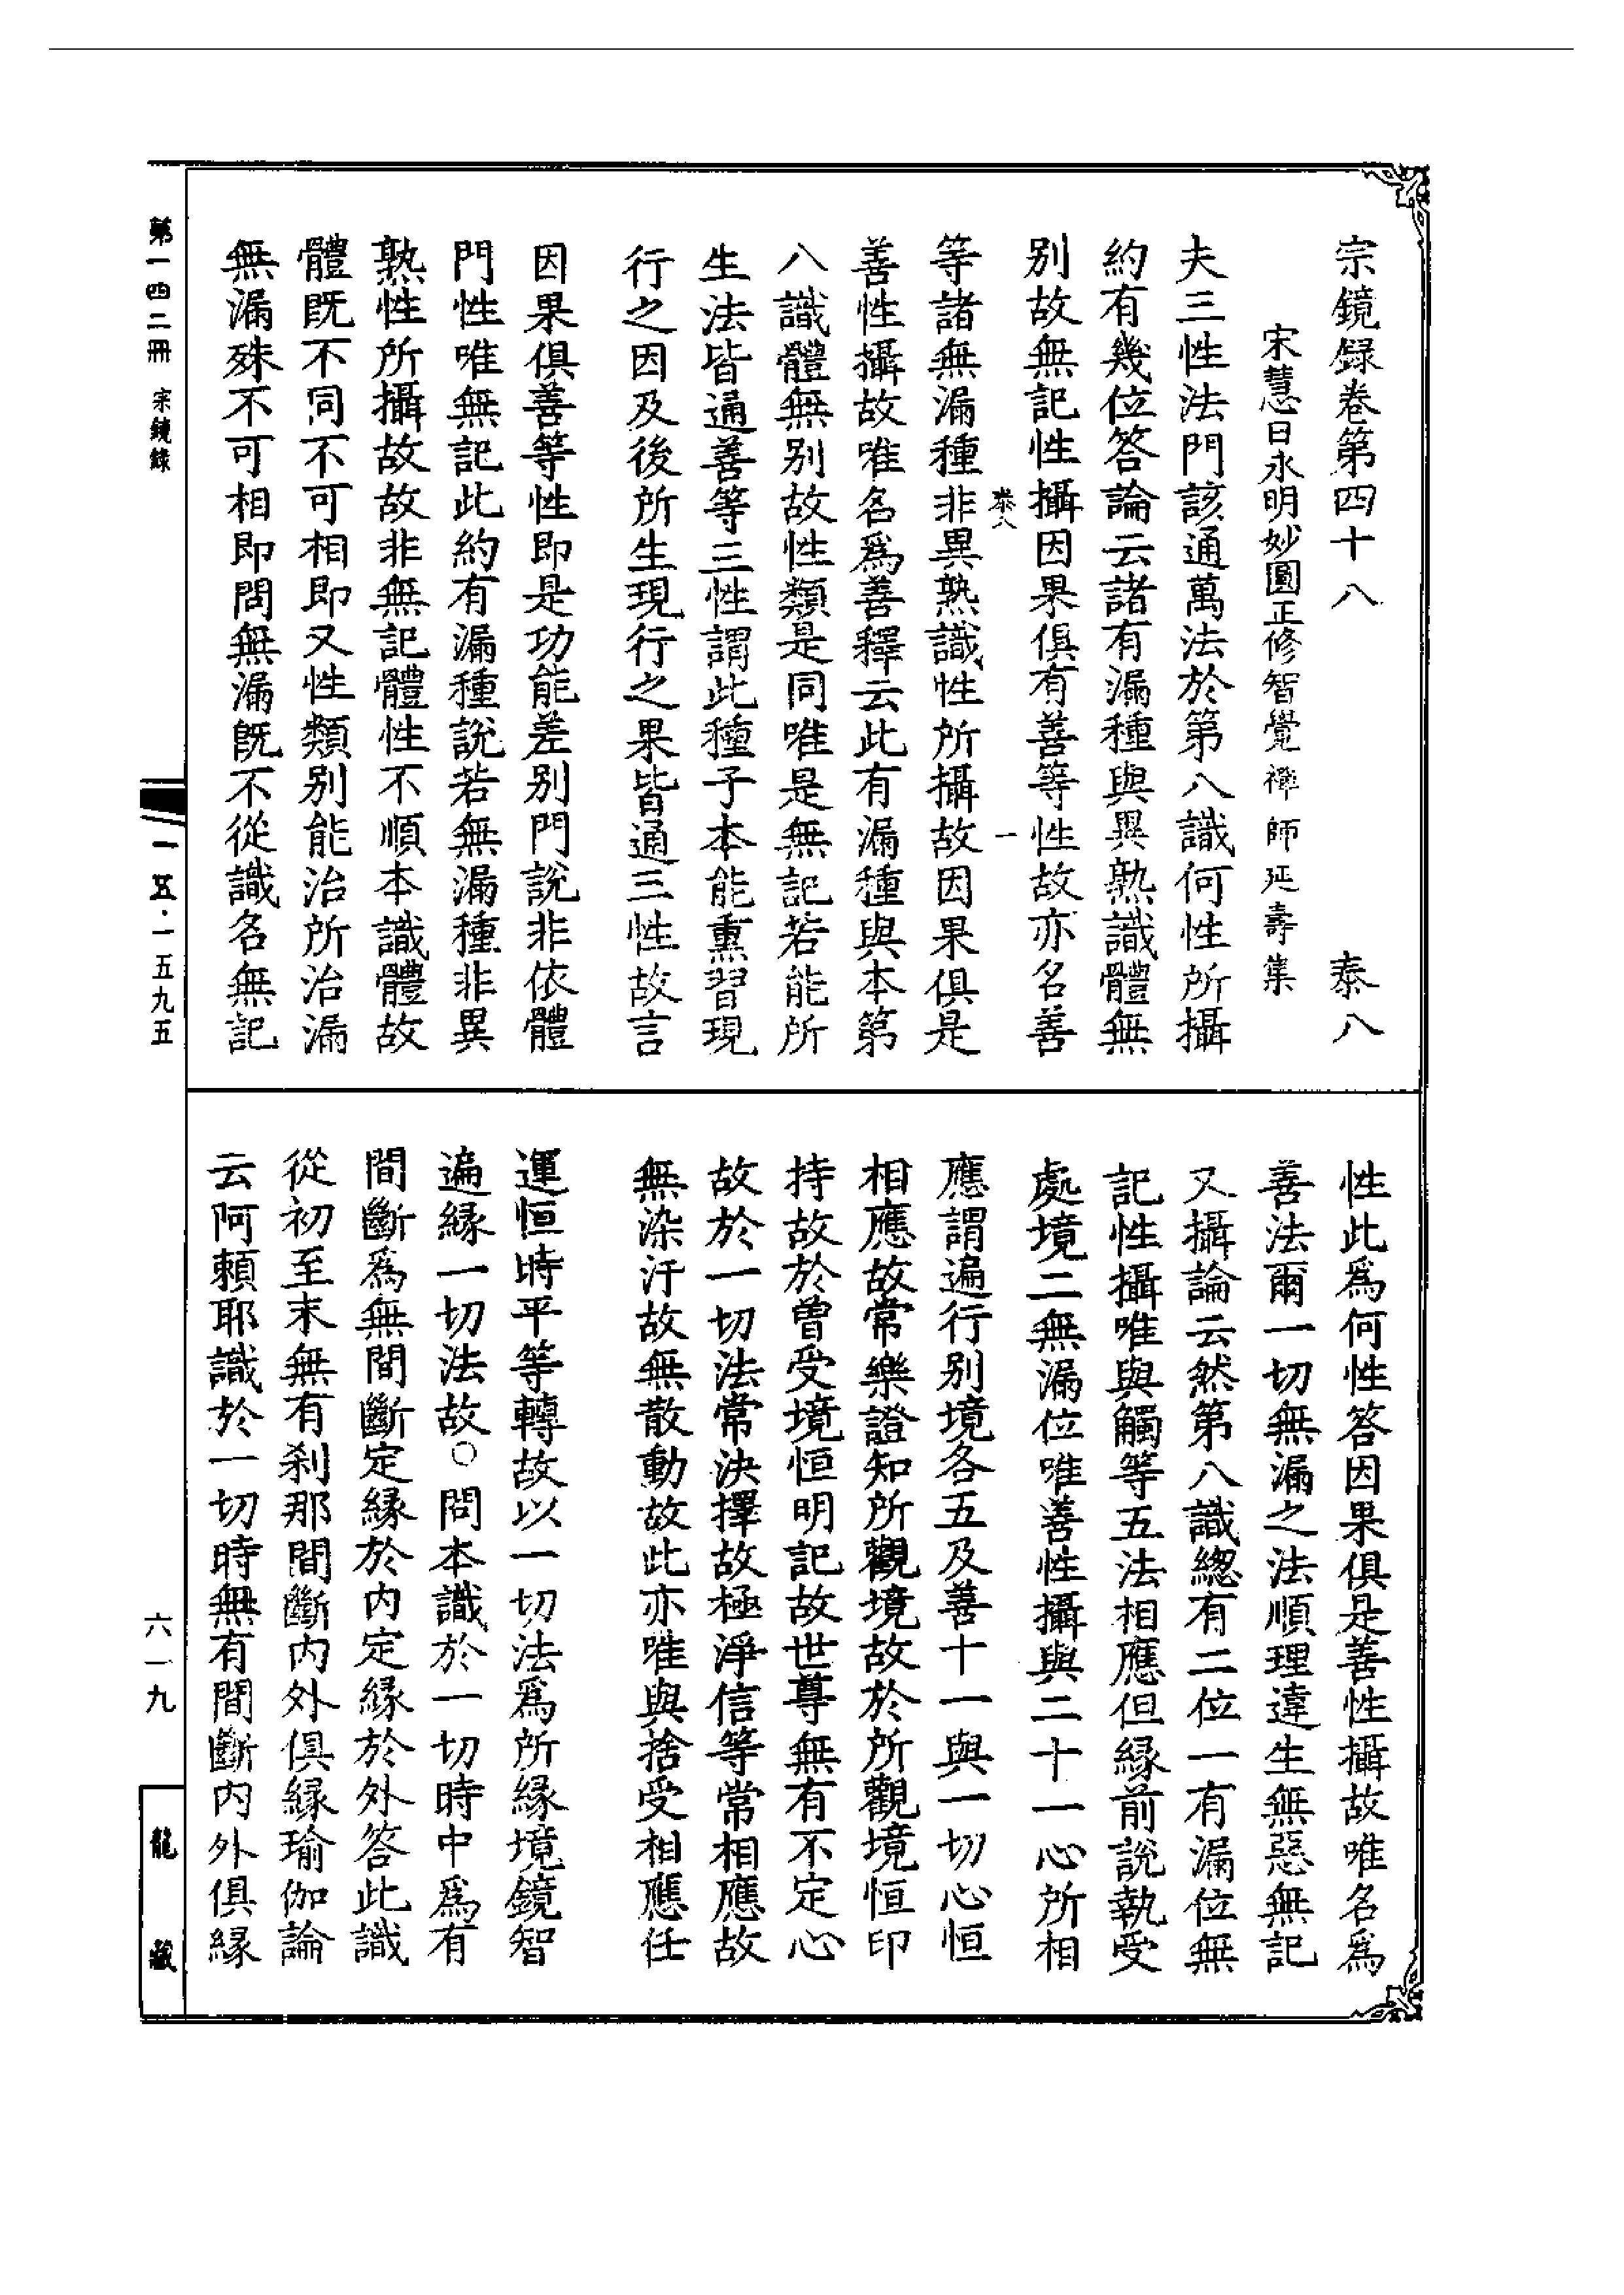 宗鏡録卷第四十八　泰八
宋慧日永明妙圓正修智覺禪師延壽集
夫三性法門該通萬法於第八識何性所攝
約有幾位答論云諸有漏種與異熟識體無
别故無記性攝因果俱有善等性故亦名善
泰八　一
等諸無漏種非異熟識性所攝故因果俱是
善性攝故唯名爲善釋云此有漏種與本第
八識體無别故性類是同唯是無記若能所
生法皆通善等三性謂此種子本能熏習現
行之因及後所生現行之果皆通三性故言
因果俱善等性即是功能差别門說非依體
門性唯無記此約有漏種說若無漏種非異
熟性所攝故故非無記體性不順本識體故
體既不同不可相即又性類别能治所治漏
無漏殊不可相即問無漏既不從識名無記
性此爲何性答因果俱是善性攝故唯名爲
善法爾一切無漏之法順理違生無惡無記
又攝論云然第八識緫有二位一有漏位無
記性攝唯與觸等五法相應但緣前說執受
處境二無漏位唯善性攝與二十一心所相
應謂遍行别境各五及善十一與一切心恒
相應故常樂證知所觀境故於所觀境恒印
持故於曾受境恒明記故世尊無有不定心
故於一切法常決擇故極淨信等常相應故
無染汙故無散動故此亦唯與捨受相應任
運恒時平等轉故以一切法爲所緣境鏡智
遍緣一切法故○問本識於一切時中爲有
間斷爲無間斷定緣於内定緣於外答此識
從初至末無有刹那間斷内外俱緣瑜伽論
云阿賴耶識於一切時無有間斷内外俱緣
第一四二冊　宗鏡錄
一五·一五九五
六一九
龍藏